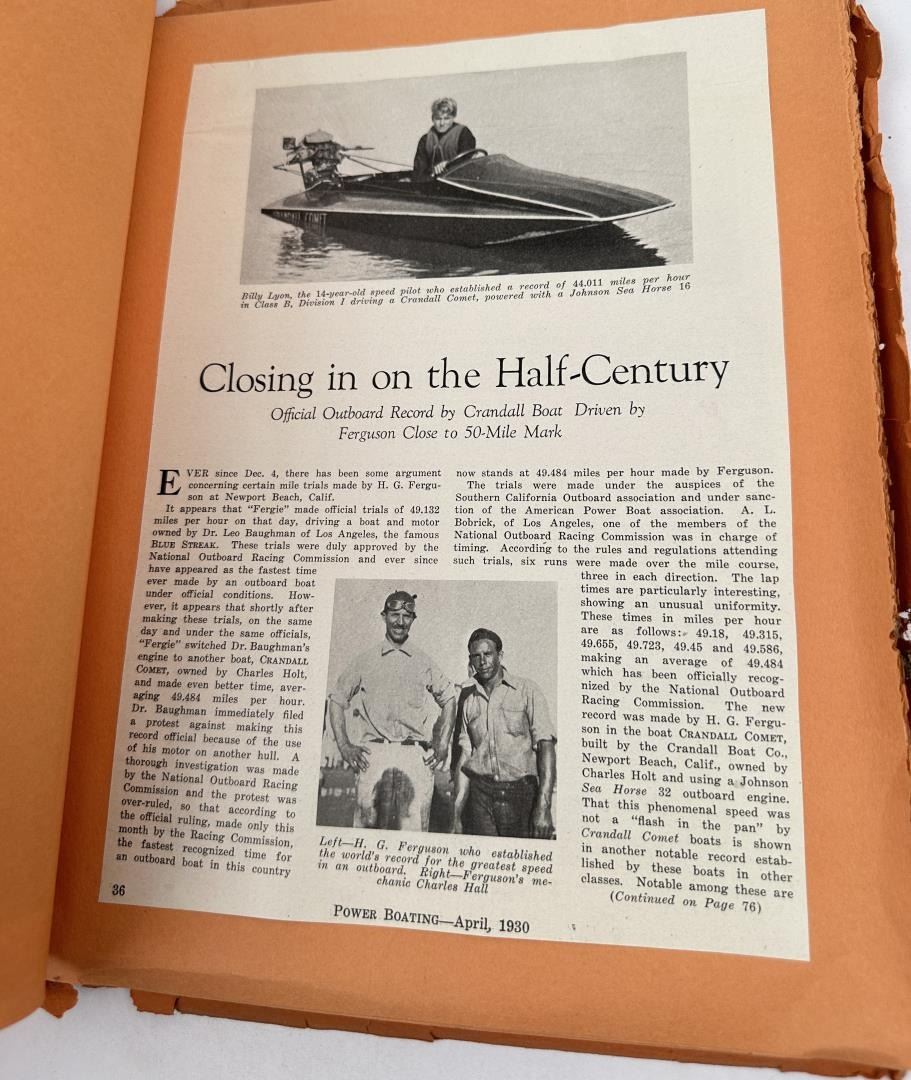 CRANDALL COMET
Billy Lyon, the 14-year-old speed pilot who established a record of 44.011 miles per hour
in Class B, Division I driving a Crandall Comet, powered with a Johnson Sea Horse 16
Closing in on the Half-Century
Official Outboard Record by Crandall Boat Driven by
Ferguson Close to 50-Mile Mark
EVER since Dec. 4, there has been some argument
concerning certain mile trials made by H. G. Fergu-
son at Newport Beach, Calif.
It appears that "Fergie" made official trials of 49.132
miles per hour on that day, driving a boat and motor
owned by Dr. Leo Baughman of Los Angeles, the famous
BLUE STREAK. These trials were duly approved by the
National Outboard Racing Commission and ever since
have appeared as the fastest time
ever made by an outboard boat
under official conditions. How-
ever, it appears that shortly after
making these trials, on the same
day and under the same officials,
"Fergie" switched Dr. Baughman's
engine to another boat, CRANDALL
COMET, owned by Charles Holt,
and made even better time, aver-
aging 49.484 miles per hour.
Dr. Baughman immediately filed
a protest against making this
record official because of the use
of his motor on another hull. A
thorough investigation was made
by the National Outboard Racing
Commission and the protest was
over-ruled, so that according to
the official ruling, made only this
month by the Racing Commission,
the fastest recognized time for
an outboard boat in this country
now stands at 49.484 miles per hour made by Ferguson.
The trials were made under the auspices of the
Southern California Outboard association and under sanc-
tion of the American Power Boat association. A. L.
Bobrick, of Los Angeles, one of the members of the
National Outboard Racing Commission was in charge of
timing. According to the rules and regulations attending
such trials, six runs were made over the mile course,
three in each direction. The lap
times are particularly interesting,
showing an unusual uniformity.
These times in miles per hour
are as follows: 49.18, 49.315,
49.655, 49.723, 49.45 and 49.586,
making an average of 49.484
which has been officially recog-
nized by the National Outboard
Racing Commission. The new
record was made by H. G. Fergu-
son in the boat CRANDALL COMET,
built by the Crandall Boat Co.,
Newport Beach, Calif., owned by
Charles Holt and using a Johnson
Sea Horse 32 outboard engine.
That this phenomenal speed was
not a "flash in the pan" by
Crandall Comet boats is shown
in another notable record estab-
lished by these boats in other
classes. Notable among these are
(Continued on Page 76)
Left—H. G. Ferguson who established
the world's record for the greatest speed
in an outboard. Right—Ferguson's me-
chanic Charles Hall
36
POWER BOATING—April, 1930